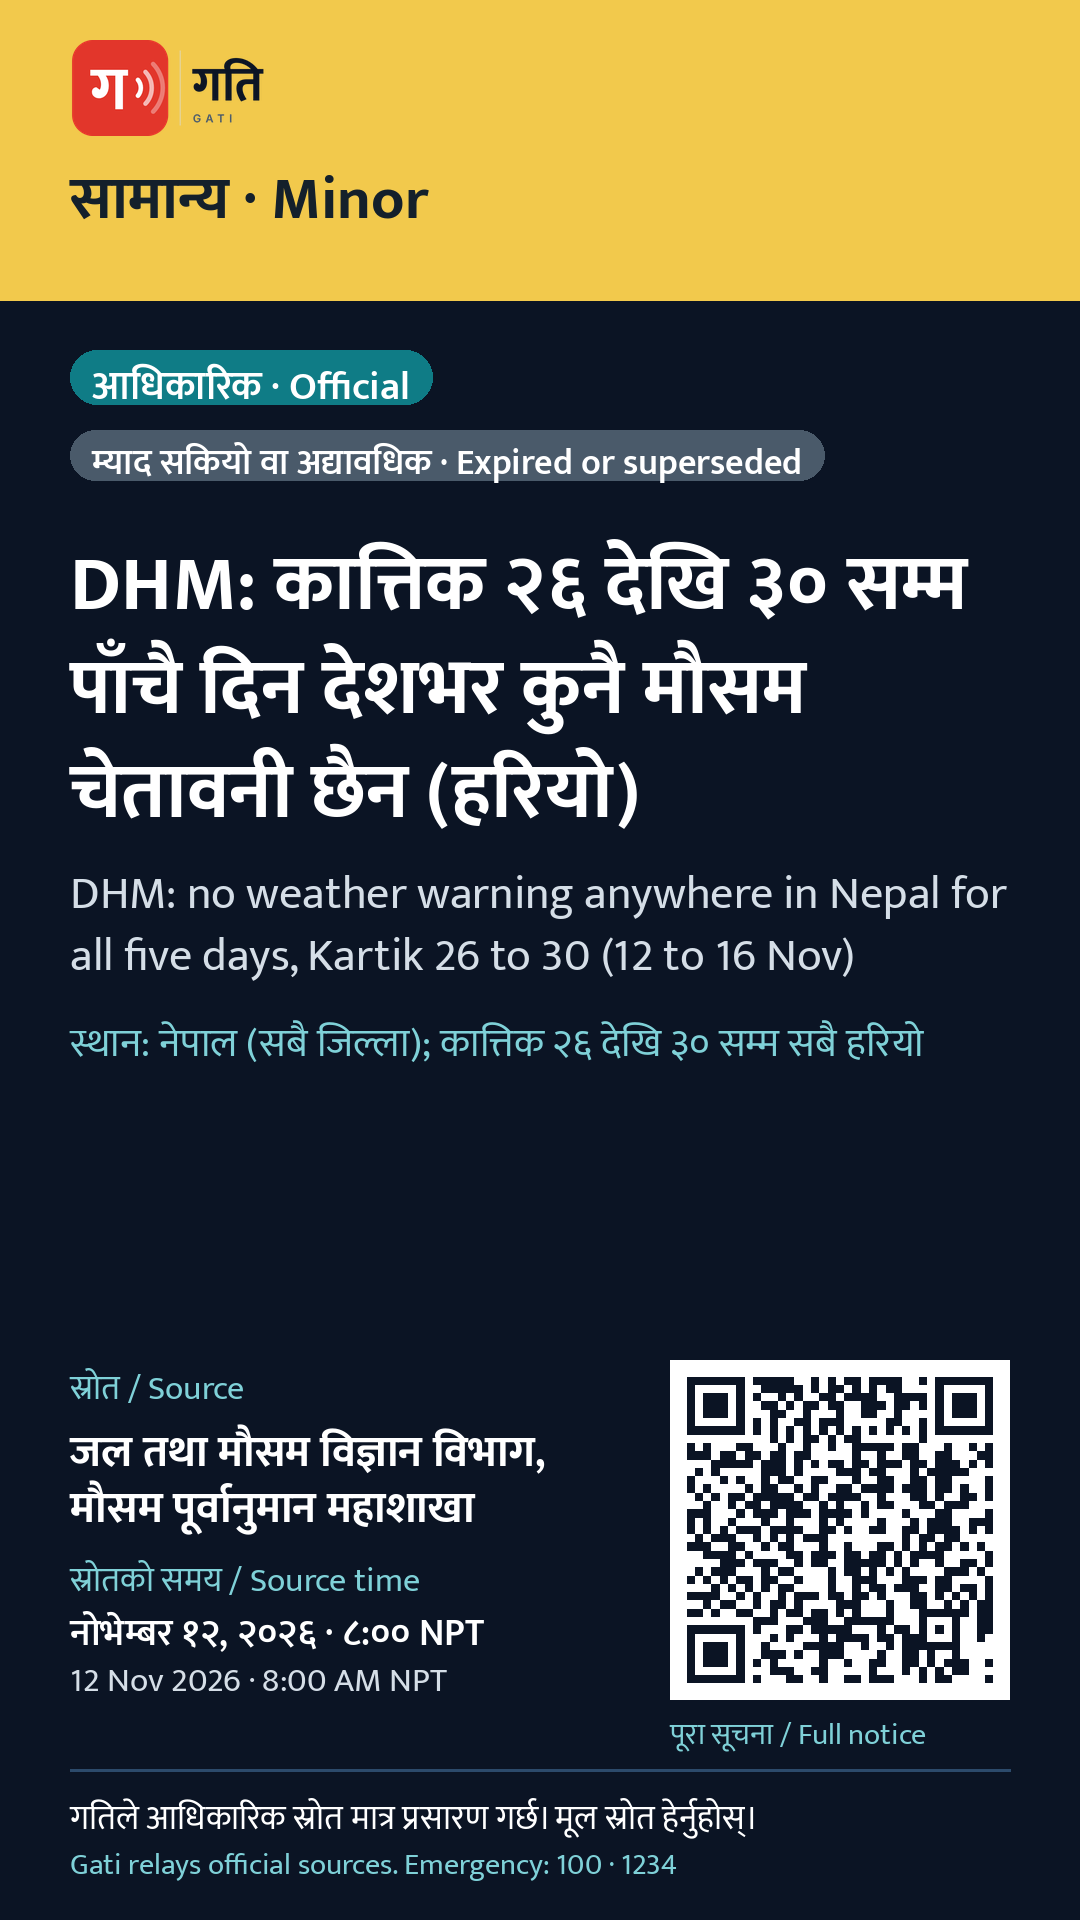 ग
गति
GATI
सामान्य · Minor
आधिकारिक · Official
म्याद सकियो वा अद्यावधिक · Expired or superseded
DHM: कात्तिक २६ देखि ३० सम्म
पाँचै दिन देशभर कुनै मौसम
चेतावनी छैन (हरियो)
DHM: no weather warning anywhere in Nepal for
all five days, Kartik 26 to 30 (12 to 16 Nov)
स्थान: नेपाल (सबै जिल्ला); कात्तिक २६ देखि ३० सम्म सबै हरियो
स्रोत / Source
जल तथा मौसम विज्ञान विभाग,
मौसम पूर्वानुमान महाशाखा
स्रोतको समय / Source time
नोभेम्बर १२, २०२६ · ८:०० NPT
12 Nov 2026 · 8:00 AM NPT
पूरा सूचना / Full notice
गतिले आधिकारिक स्रोत मात्र प्रसारण गर्छ। मूल स्रोत हेर्नुहोस्।
Gati relays official sources. Emergency: 100 · 1234